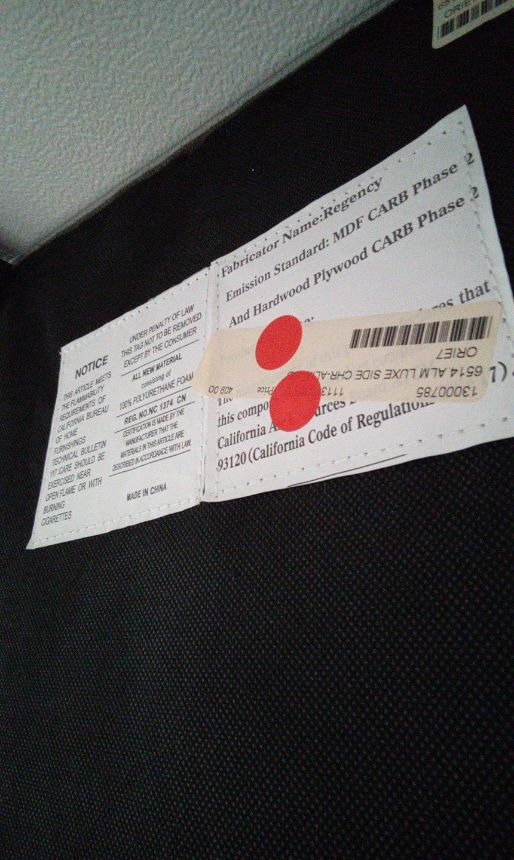 NOTICE
THIS ARTICLE MEETS
THE FLAMMABILITY
REQUIREMENTS OF
CALIFORNIA BUREAU
OF HOME
FURNISHINGS
TECHNICAL BULLETIN
117. CARE SHOULD BE
EXERCISED NEAR
OPEN FLAME OR WITH
BURNING
CIGARETTES
UNDER PENALTY OF LAW
THIS TAG NOT TO BE REMOVED
EXCEPT BY THE CONSUMER
ALL NEW MATERIAL
consisting of
100% POLYURETHANE FOAM
REG. NO. NC 1374 CN
CERTIFICATION IS MADE BY THE
MANUFACTURER THAT THE
MATERIALS IN THIS ARTICLE ARE
DESCRIBED IN ACCORDANCE WITH LAW.
MADE IN CHINA
Fabricator Name:Regency
Emission Standard: MDF CARB Phase 2
And Hardwood Plywood CARB Phase 2
that
this
California
93120 (California Code of Regulation
13000785
6514 ALM LUXE SIDE CHR-AL
ORIE7
409.00